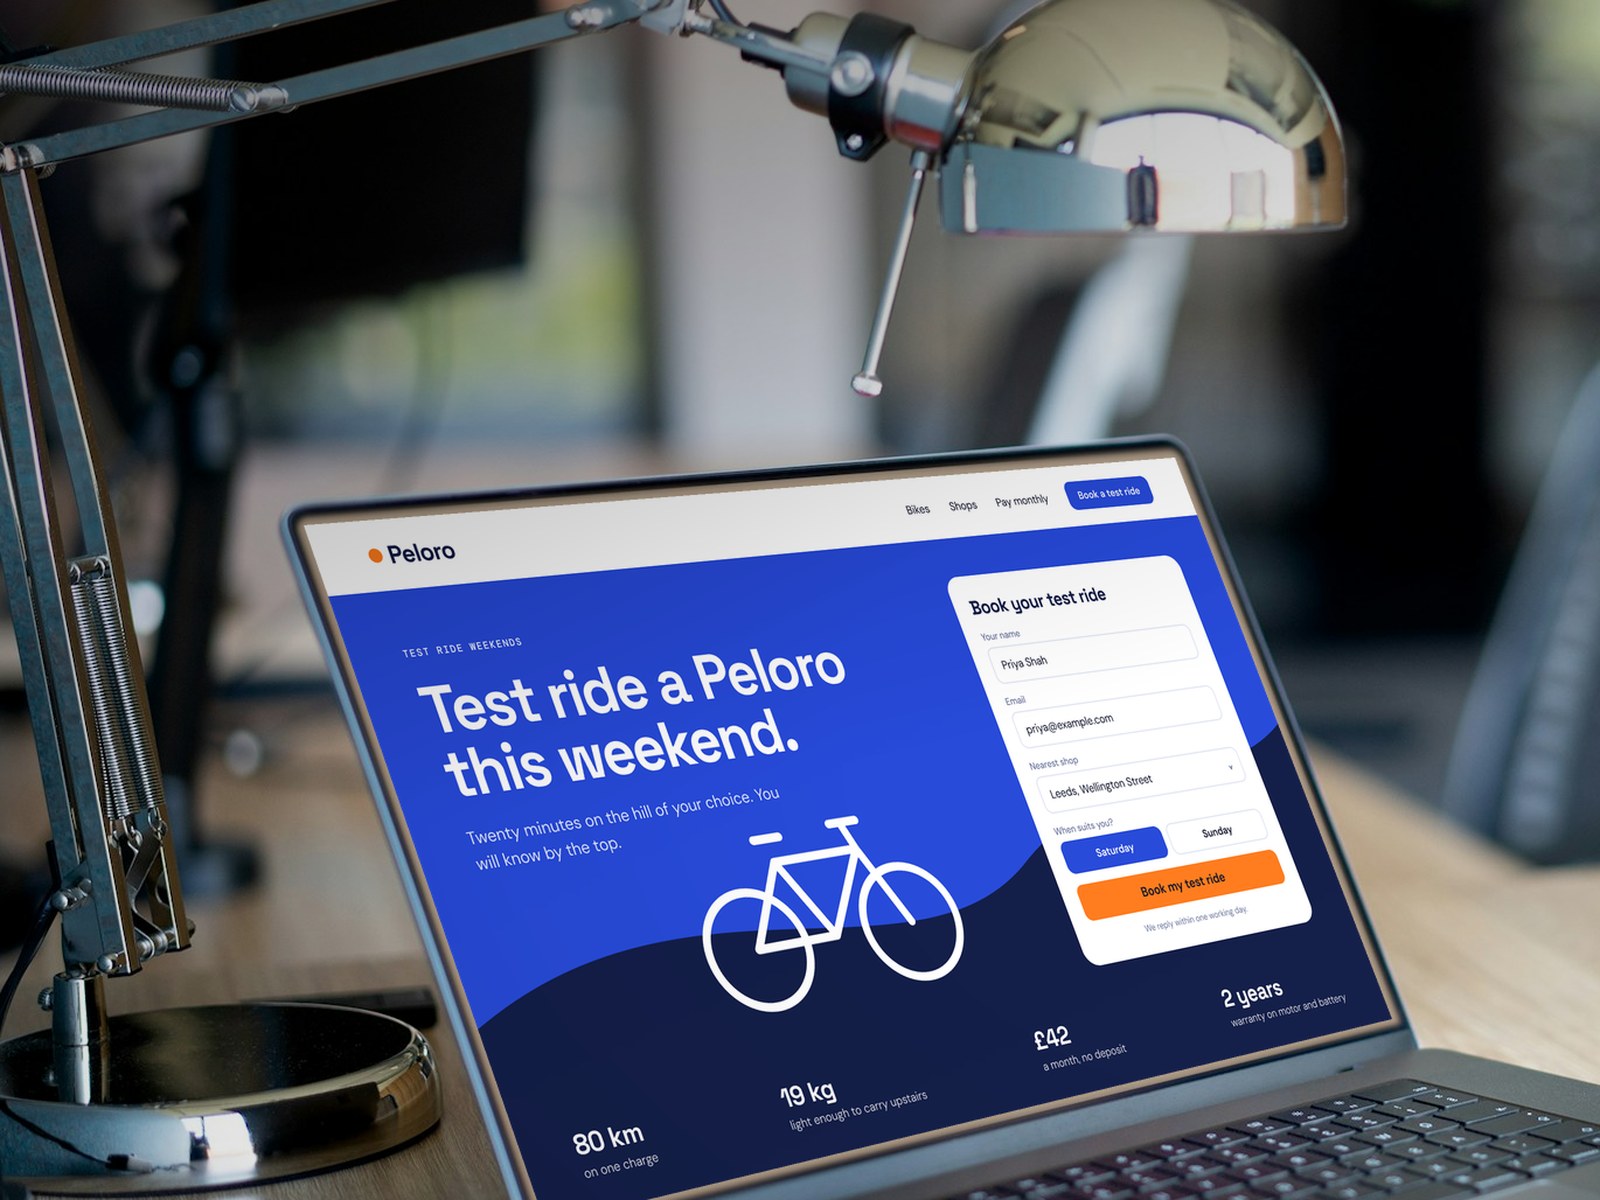 Peloro
Bikes
Shops
Pay monthly
Book a test ride
TEST RIDE WEEKENDS
Test ride a Peloro
this weekend.
Twenty minutes on the hill of your choice. You
will know by the top.
Book your test ride
Your name
Priya Shah
Email
priya@example.com
Nearest shop
Leeds, Wellington Street
When suits you?
Saturday
Sunday
Book my test ride
We reply within one working day.
80 km
on one charge
19 kg
light enough to carry upstairs
£42
a month, no deposit
2 years
warranty on motor and battery